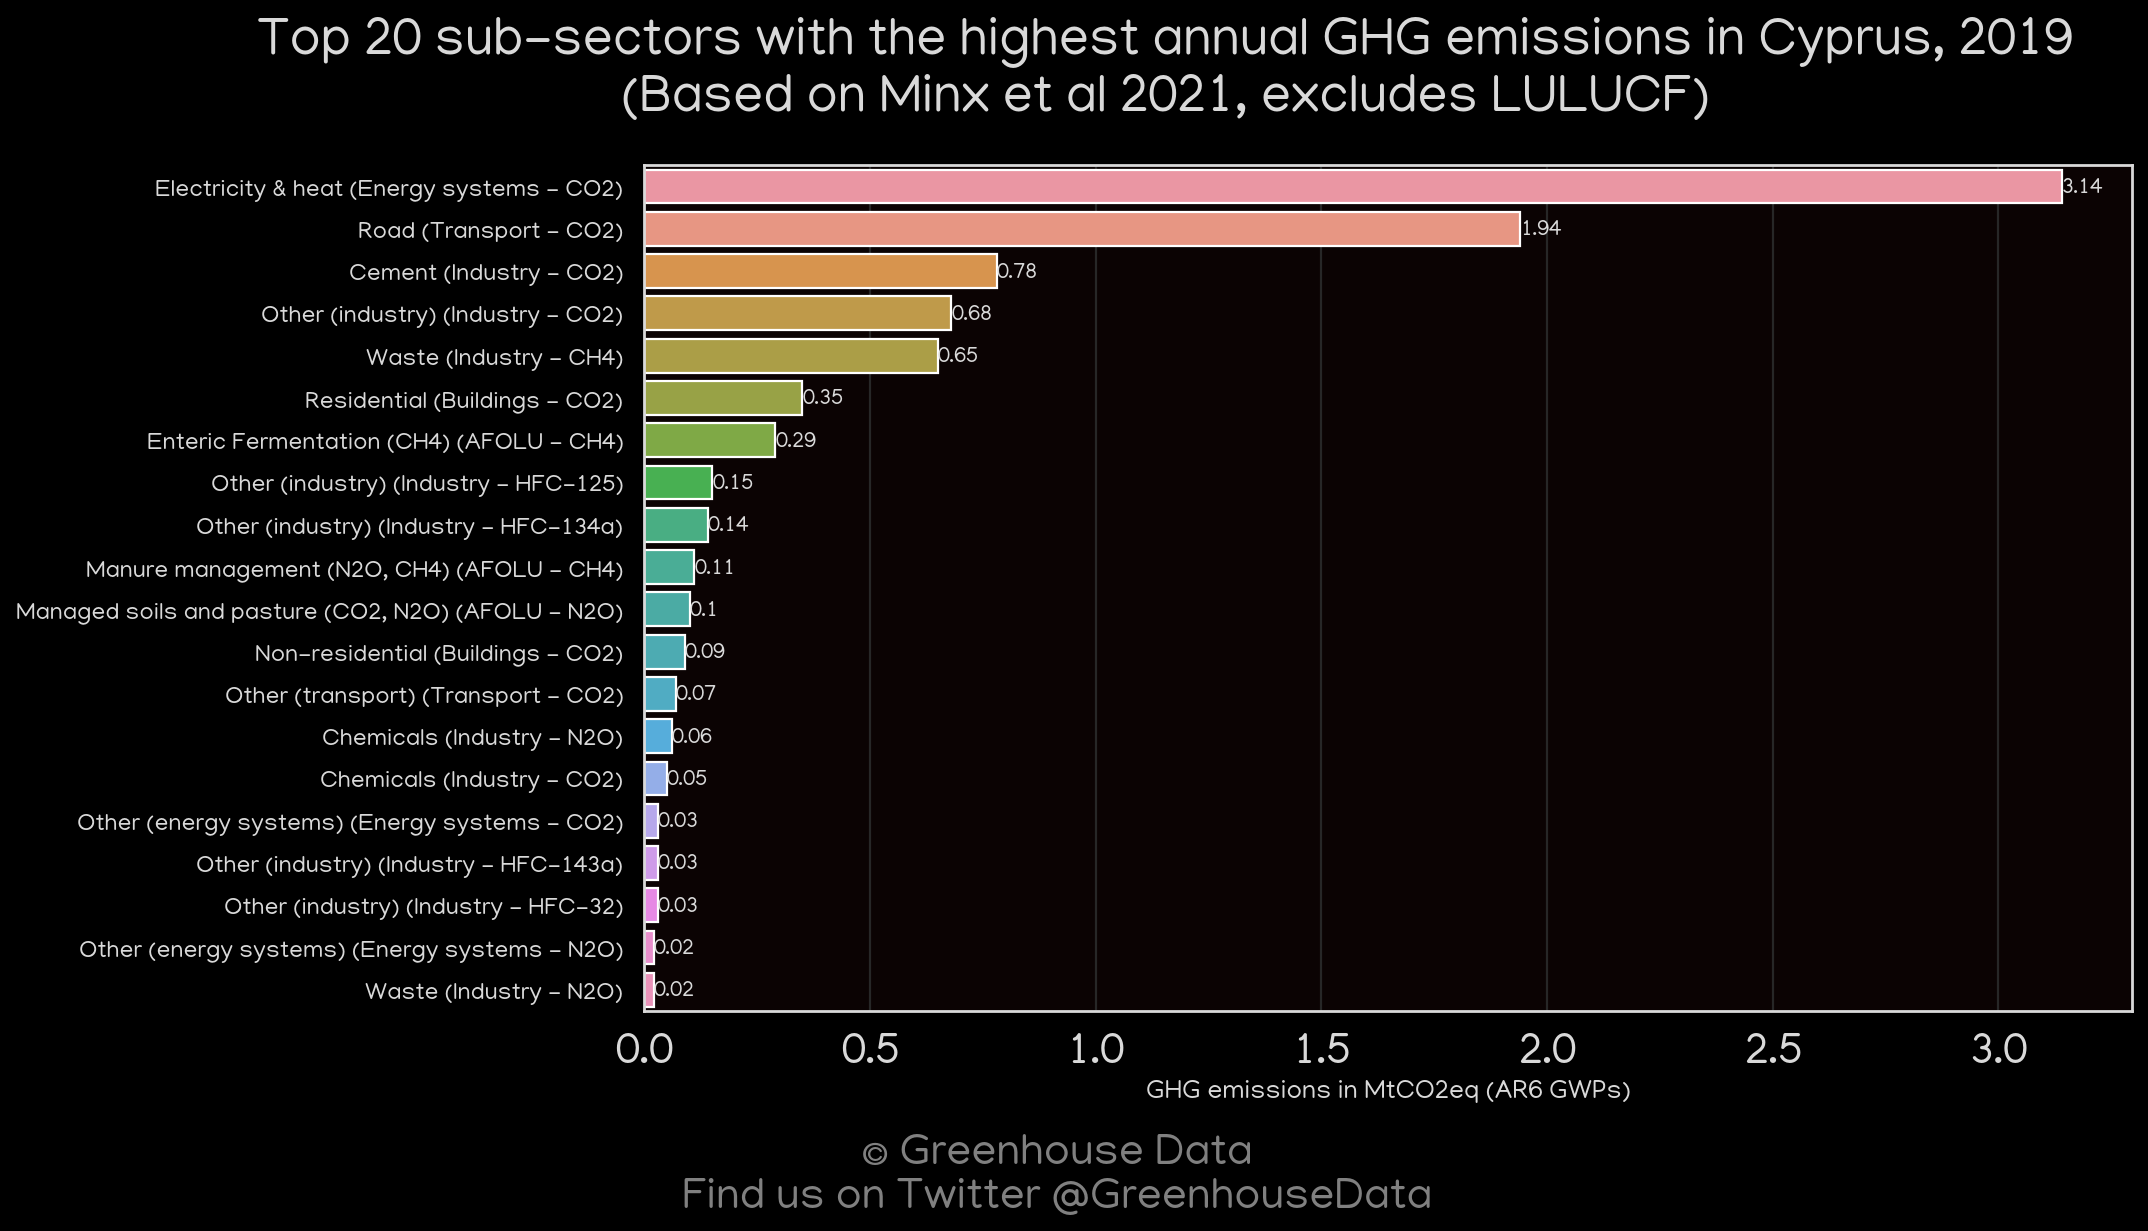 Top 20 sub-sectors with the highest annual GHG emissions in Cyprus, 2019
(Based on Minx et al 2021, excludes LULUCF)
Electricity & heat (Energy systems - CO2) 3.14
Road (Transport - CO2) 1.94
Cement (Industry - CO2) 0.78
Other (industry) (Industry - CO2) 0.68
Waste (Industry - CH4) 0.65
Residential (Buildings - CO2) 0.35
Enteric Fermentation (CH4) (AFOLU - CH4) 0.29
Other (industry) (Industry - HFC-125) 0.15
Other (industry) (Industry - HFC-134a) 0.14
Manure management (N2O, CH4) (AFOLU - CH4) 0.11
Managed soils and pasture (CO2, N2O) (AFOLU - N2O) 0.1
Non-residential (Buildings - CO2) 0.09
Other (transport) (Transport - CO2) 0.07
Chemicals (Industry - N2O) 0.06
Chemicals (Industry - CO2) 0.05
Other (energy systems) (Energy systems - CO2) 0.03
Other (industry) (Industry - HFC-143a) 0.03
Other (industry) (Industry - HFC-32) 0.03
Other (energy systems) (Energy systems - N2O) 0.02
Waste (Industry - N2O) 0.02
0.0 0.5 1.0 1.5 2.0 2.5 3.0
GHG emissions in MtCO2eq (AR6 GWPs)
© Greenhouse Data
Find us on Twitter @GreenhouseData